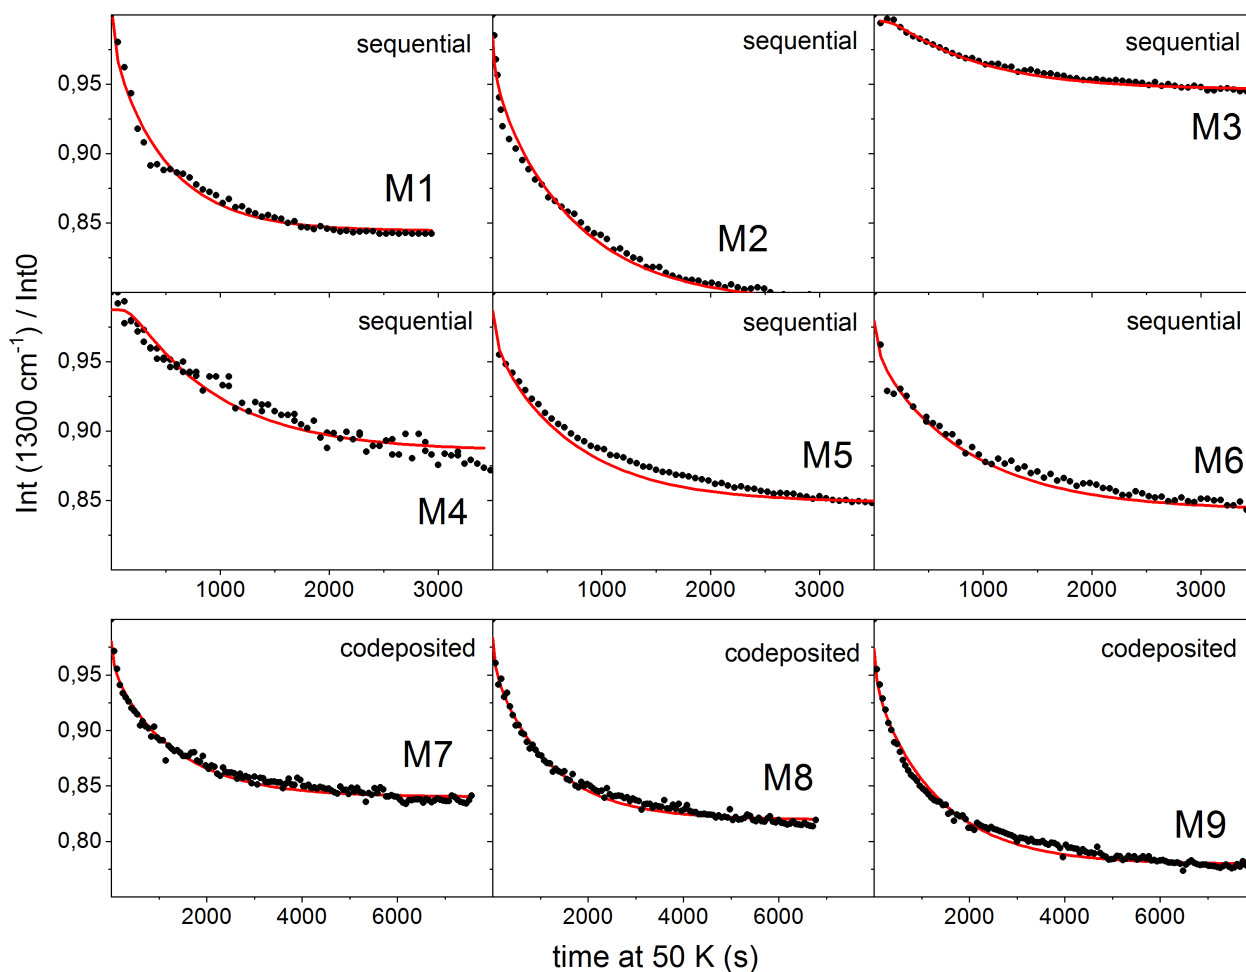 sequential
sequential
sequential
0,95
0,90
0,85
M1
M2
M3
sequential
sequential
sequential
0,95
0,90
0,85
M4
M5
M6
1000
2000
3000
1000
2000
3000
1000
2000
3000
codeposited
codeposited
codeposited
0,95
0,90
0,85
0,80
M7
M8
M9
2000
4000
6000
2000
4000
6000
2000
4000
6000
Int (1300 cm⁻¹) / Int0
time at 50 K (s)